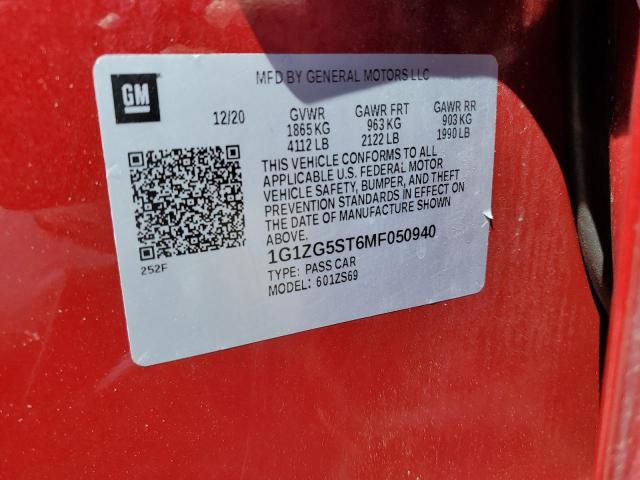 MFD BY GENERAL MOTORS LLC
GM
12/20
GVWR GAWR FRT GAWR RR
1865 KG 963 KG 903 KG
4112 LB 2122 LB 1990 LB
THIS VEHICLE CONFORMS TO ALL
APPLICABLE U.S. FEDERAL MOTOR
VEHICLE SAFETY, BUMPER, AND THEFT
PREVENTION STANDARDS IN EFFECT ON
THE DATE OF MANUFACTURE SHOWN
ABOVE.
252F
1G1ZG5ST6MF050940
TYPE: PASS CAR
MODEL: 601ZS69